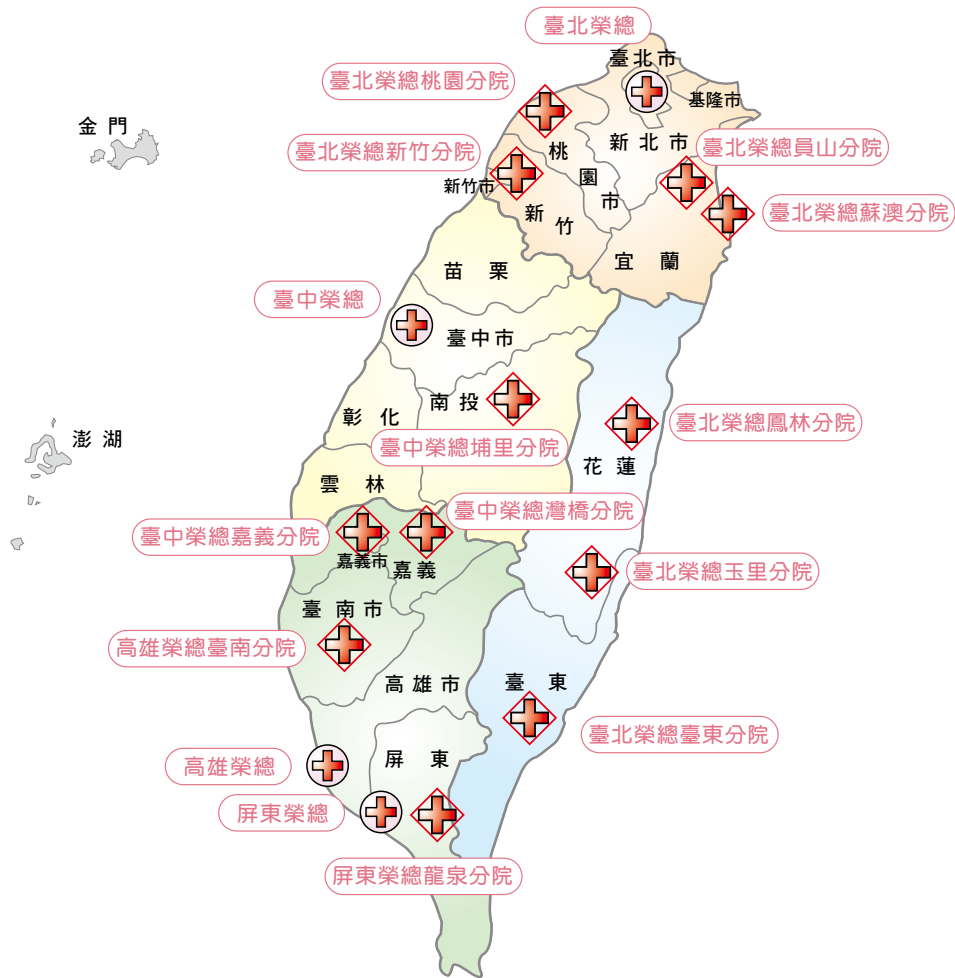 臺北榮總
臺北市
臺北榮總桃園分院
基隆市
金門
新北市
臺北榮總新竹分院
桃園市
臺北榮總員山分院
新竹市
新竹
臺北榮總蘇澳分院
宜蘭
苗栗
臺中榮總
臺中市
南投
彰化
臺北榮總鳳林分院
澎湖
臺中榮總埔里分院
花蓮
雲林
臺中榮總灣橋分院
臺中榮總嘉義分院
嘉義市
嘉義
臺北榮總玉里分院
臺南市
高雄榮總臺南分院
高雄市
臺東
臺北榮總臺東分院
屏東
高雄榮總
屏東榮總
屏東榮總龍泉分院